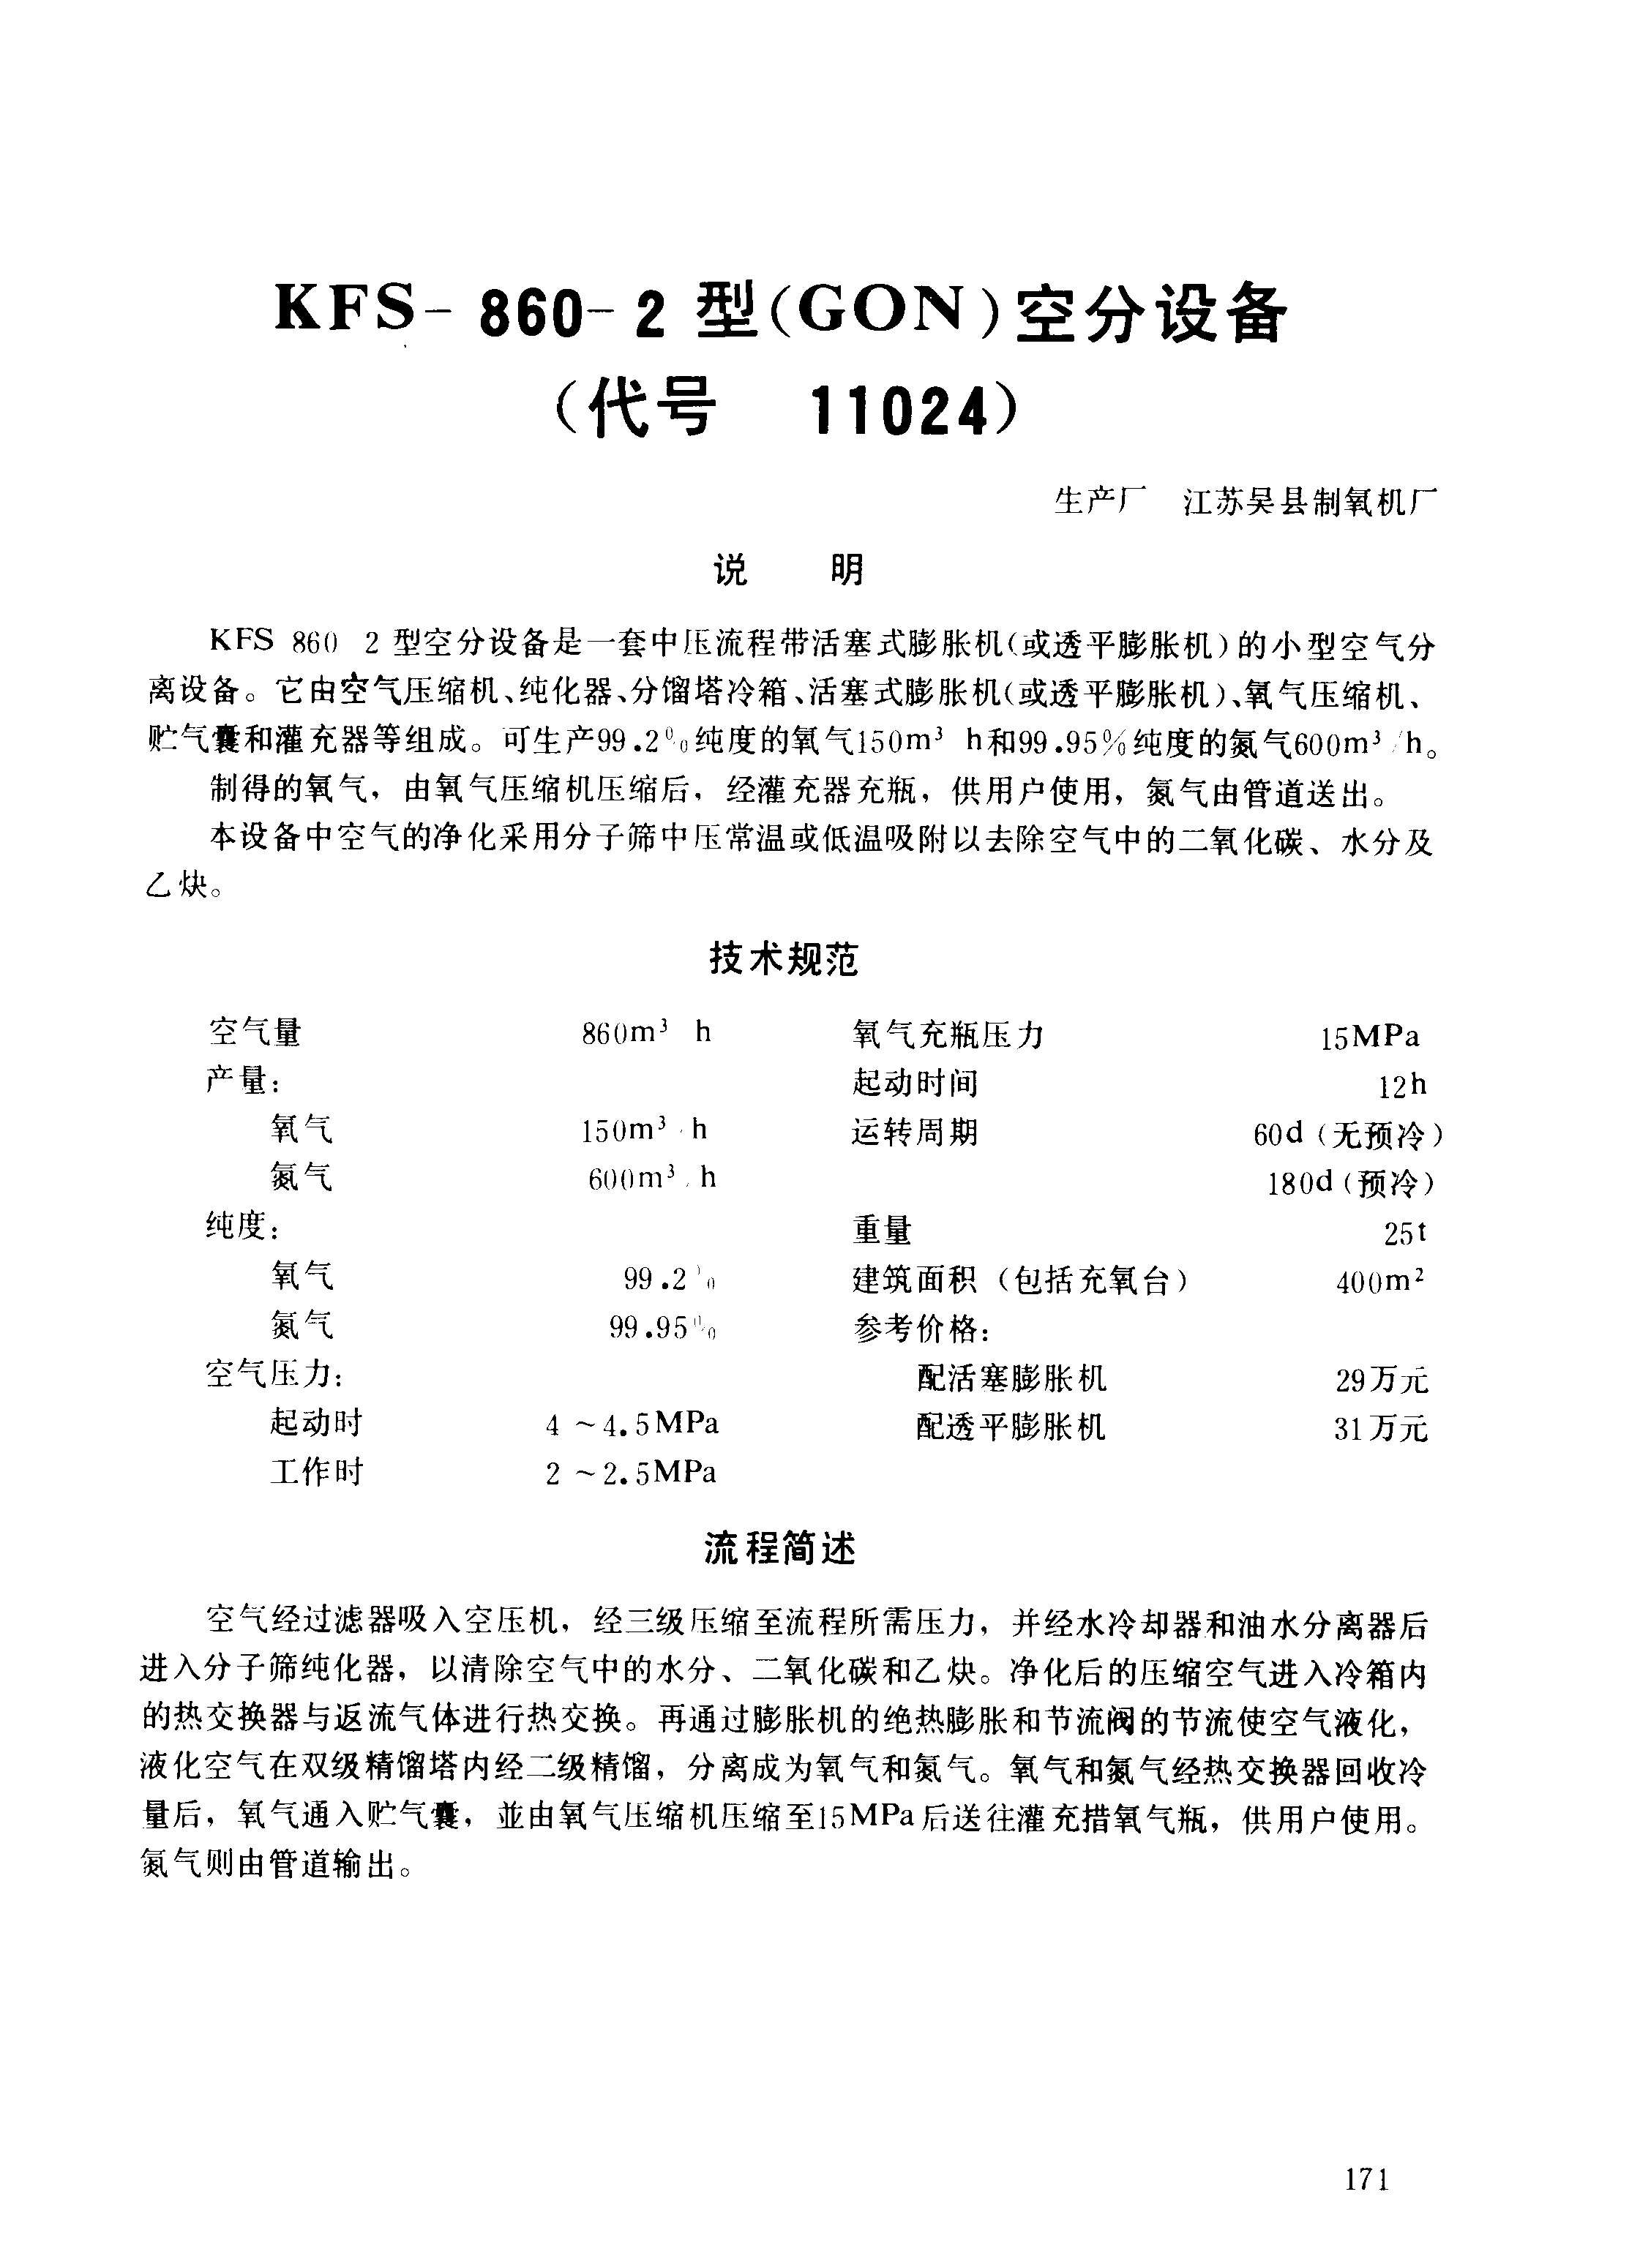 KFS-860-2型(GON)空分设备
(代号 11024)
生产厂 江苏吴县制氧机厂
说 明
KFS 860 2型空分设备是一套中压流程带活塞式膨胀机(或透平膨胀机)的小型空气分
离设备。它由空气压缩机、纯化器、分馏塔冷箱、活塞式膨胀机(或透平膨胀机)、氧气压缩机、
贮气囊和灌充器等组成。可生产99.2%纯度的氧气150m³ h和99.95%纯度的氮气600m³/h。
制得的氧气，由氧气压缩机压缩后，经灌充器充瓶，供用户使用，氮气由管道送出。
本设备中空气的净化采用分子筛中压常温或低温吸附以去除空气中的二氧化碳、水分及
乙炔。
技术规范
空气量 860m³ h 氧气充瓶压力 15MPa
产量： 起动时间 12h
氧气 150m³/h 运转周期 60d(无预冷)
氮气 600m³/h 180d(预冷)
纯度： 重量 25t
氧气 99.2% 建筑面积(包括充氧台) 400m²
氮气 99.95% 参考价格：
空气压力： 配活塞膨胀机 29万元
起动时 4~4.5MPa 配透平膨胀机 31万元
工作时 2~2.5MPa
流程简述
空气经过滤器吸入空压机，经三级压缩至流程所需压力，并经水冷却器和油水分离器后
进入分子筛纯化器，以清除空气中的水分、二氧化碳和乙炔。净化后的压缩空气进入冷箱内
的热交换器与返流气体进行热交换。再通过膨胀机的绝热膨胀和节流阀的节流使空气液化，
液化空气在双级精馏塔内经二级精馏，分离成为氧气和氮气。氧气和氮气经热交换器回收冷
量后，氧气通入贮气囊，並由氧气压缩机压缩至15MPa后送往灌充措氧气瓶，供用户使用。
氮气则由管道输出。
171